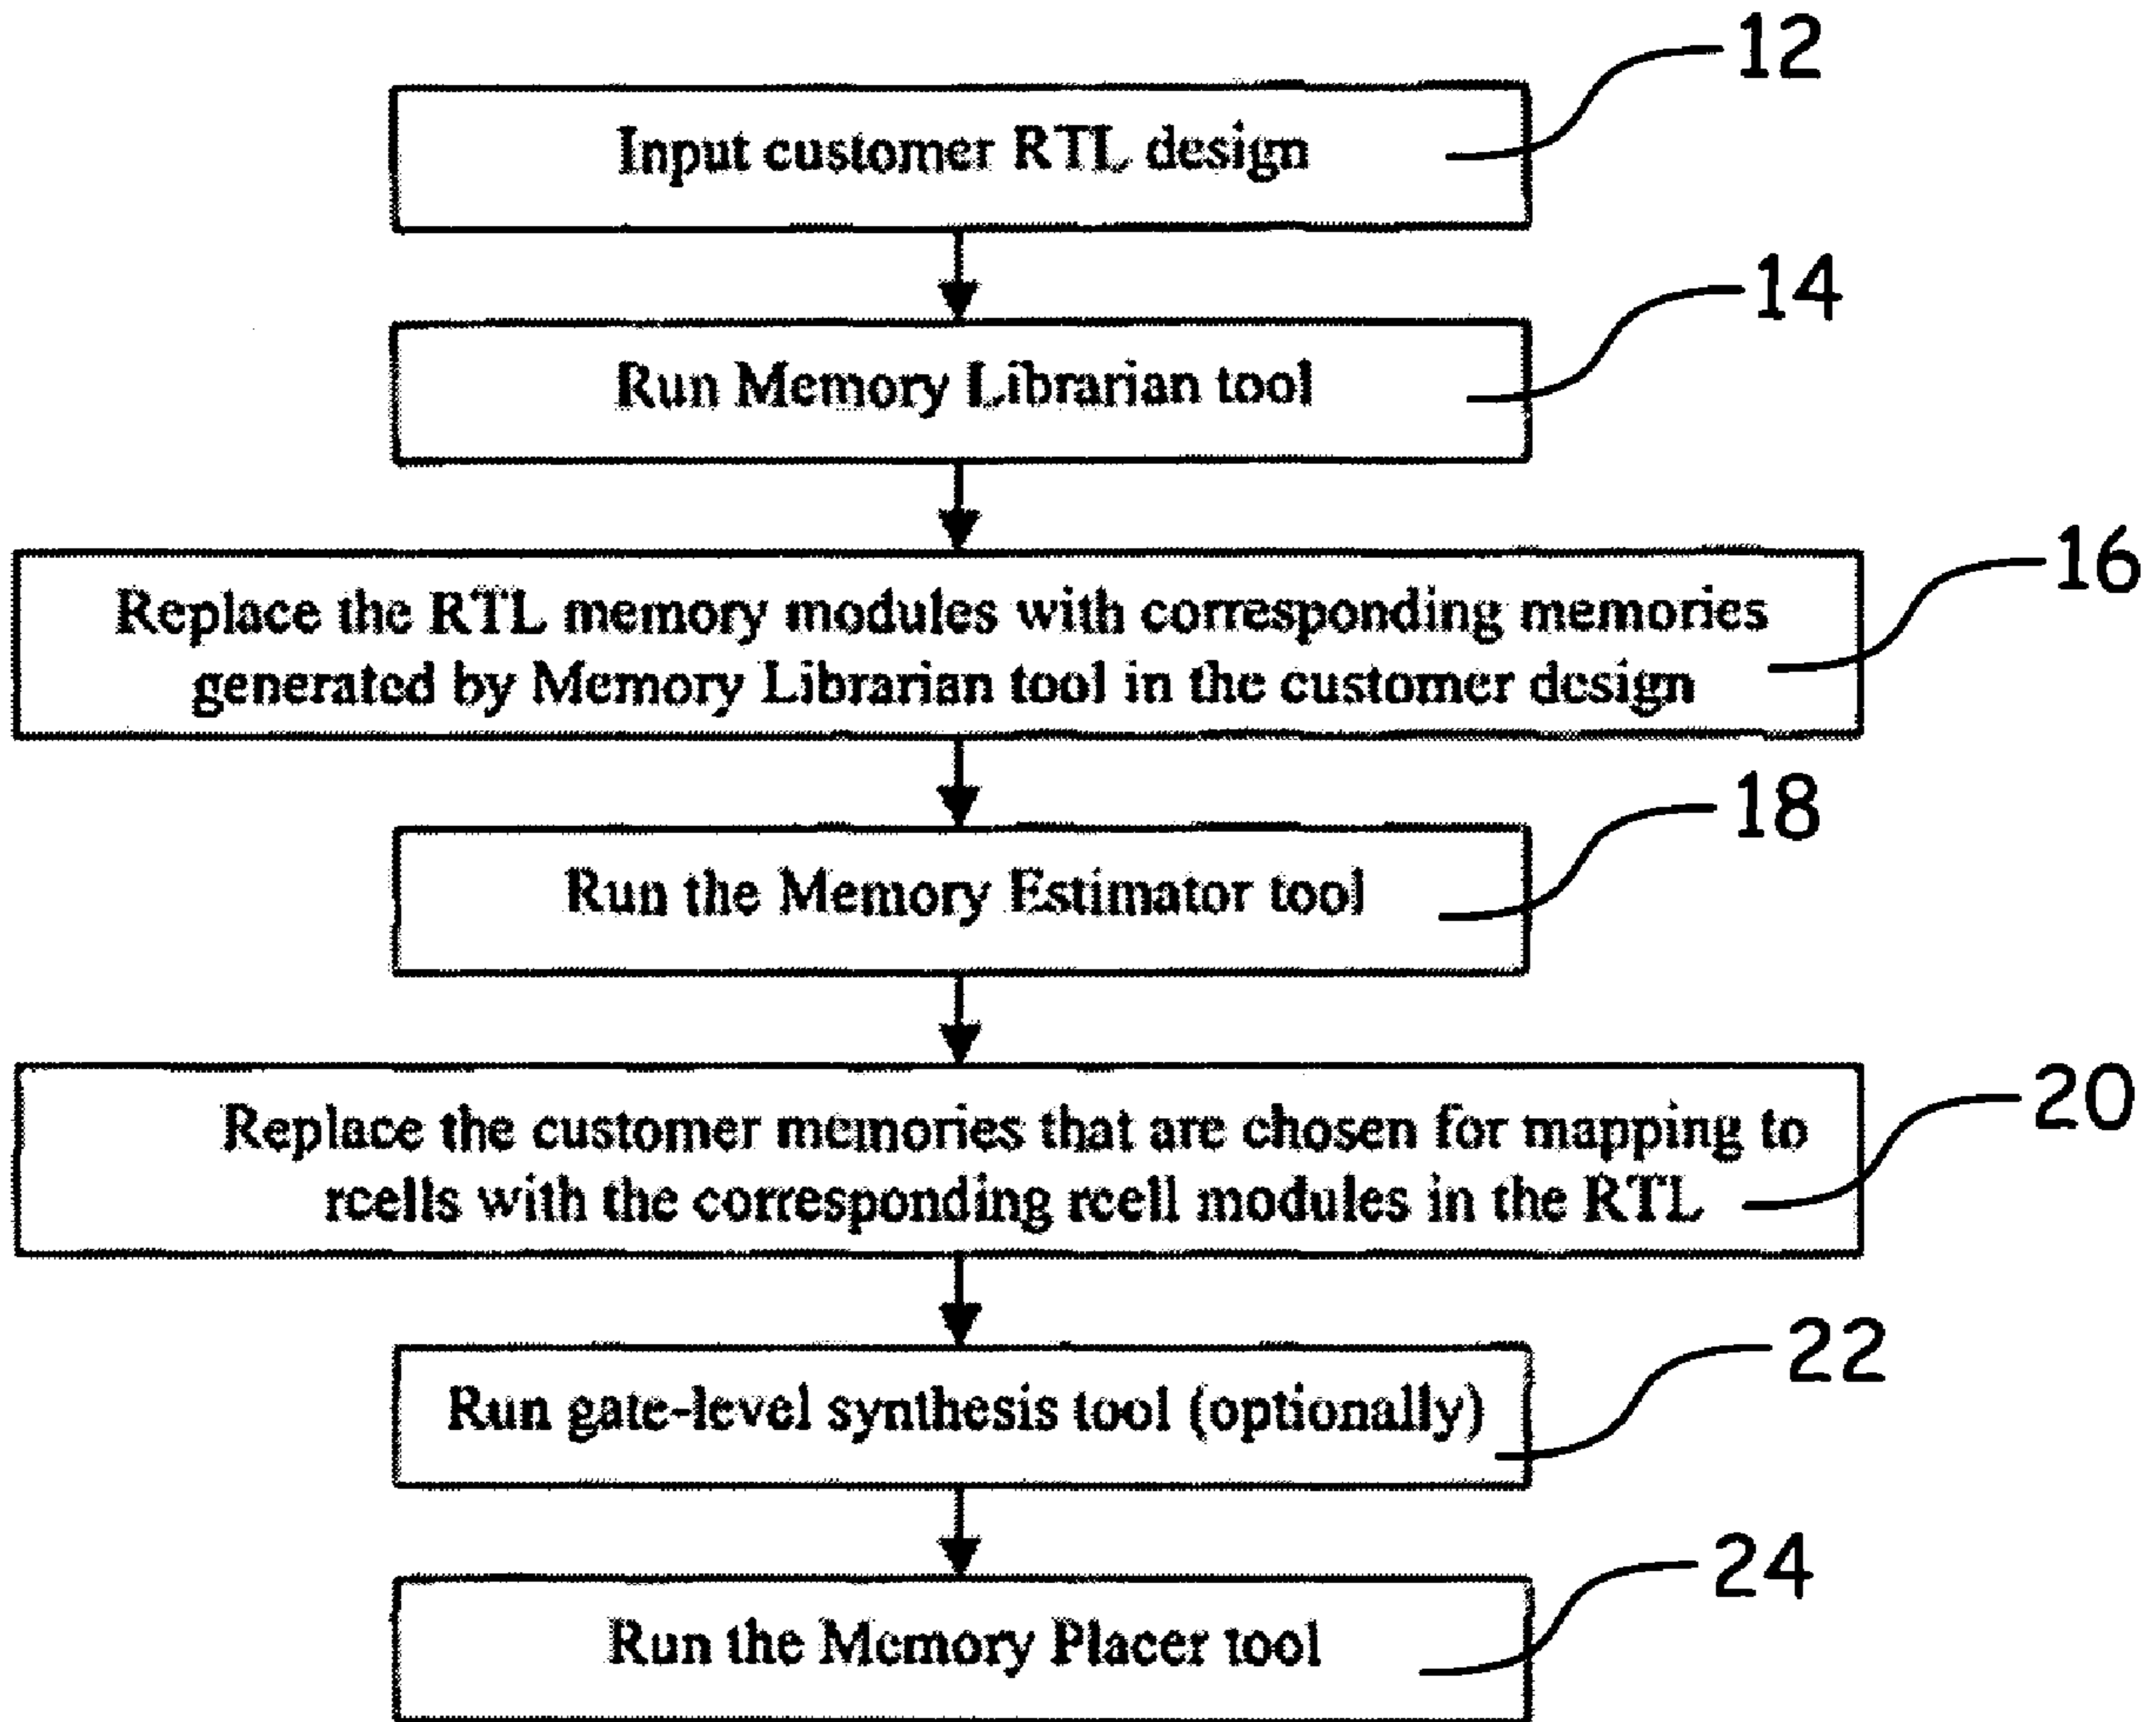 12
Input customer RTL design
14
Run Memory Librarian tool
16
Replace the RTL memory modules with corresponding memories
generated by Memory Librarian tool in the customer design
18
Run the Memory Estimator tool
20
Replace the customer memories that are chosen for mapping to
rcells with the corresponding rcell modules in the RTL
22
Run gate-level synthesis tool (optionally)
24
Run the Memory Placer tool